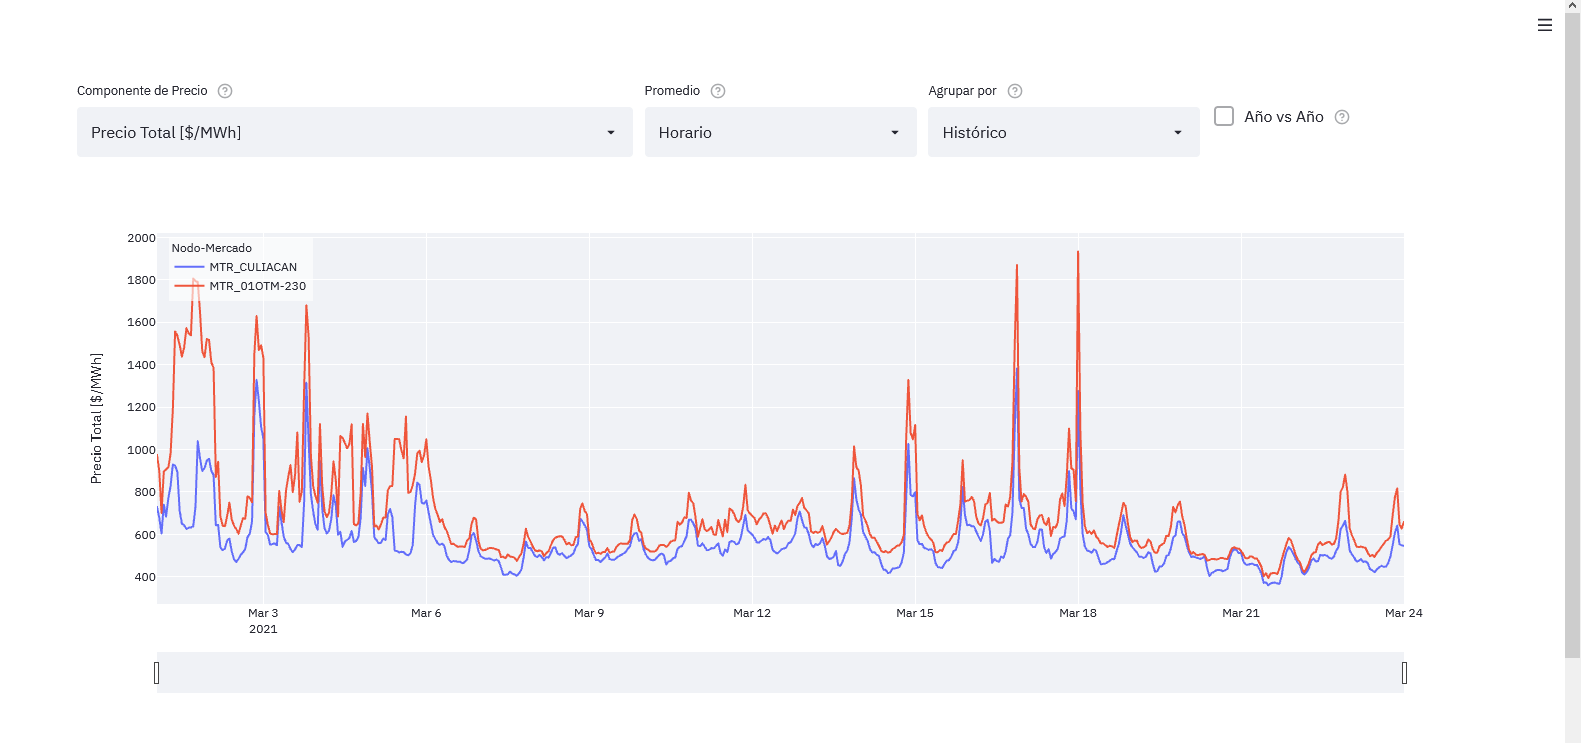 Componente de Precio
Promedio
Agrupar por
Precio Total [$/MWh]
Horario
Histórico
Año vs Año
Nodo-Mercado
MTR_CULIACAN
MTR_01OTM-230
Precio Total [$/MWh]
2000
1800
1600
1400
1200
1000
800
600
400
Mar 3
2021
Mar 6
Mar 9
Mar 12
Mar 15
Mar 18
Mar 21
Mar 24